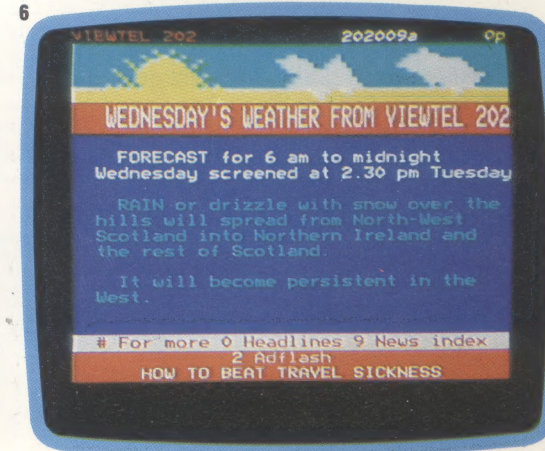 6
VIEWTEL 202 202009a 0p
WEDNESDAY'S WEATHER FROM VIEWTEL 202
FORECAST for 6 am to midnight
Wednesday screened at 2.30 pm Tuesday
RAIN or drizzle with snow over the
hills will spread from North-West
Scotland into Northern Ireland and
the rest of Scotland.
It will become persistent in the
West.
# For more 0 Headlines 9 News index
2 Adflash
HOW TO BEAT TRAVEL SICKNESS